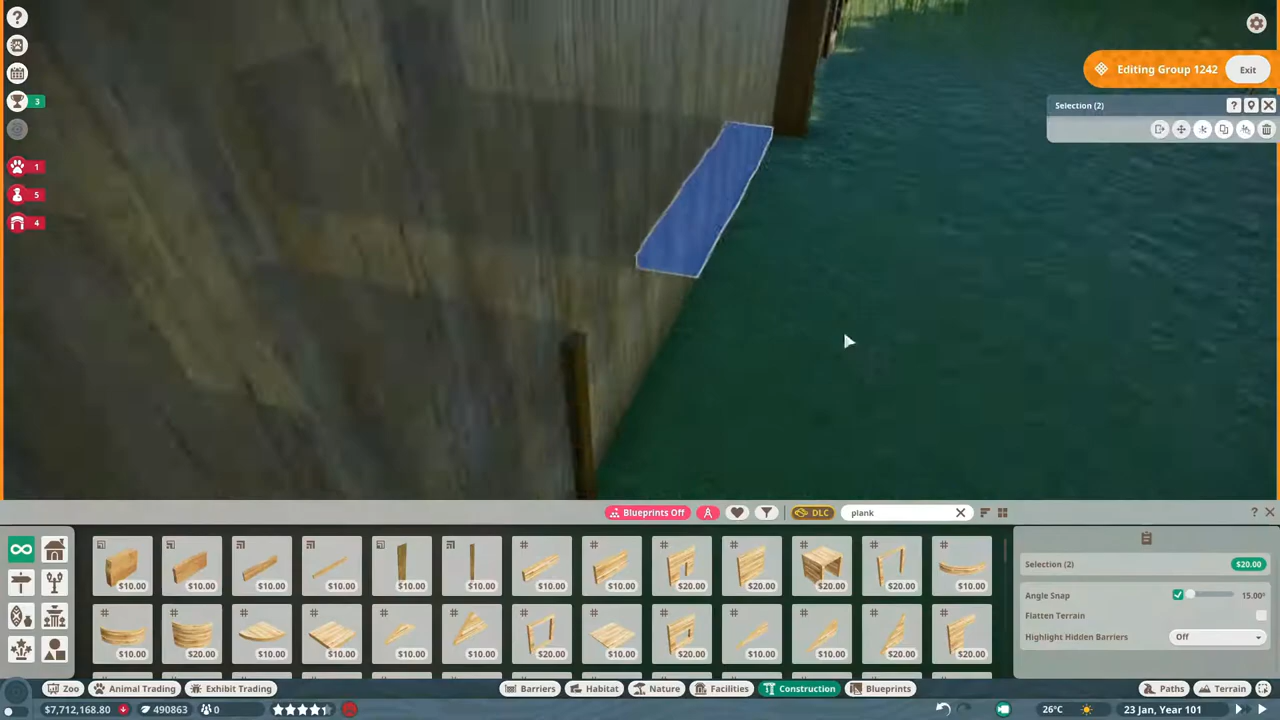 Editing Group 1242 Exit
Selection (2) ?
?
3
1
5
4
Blueprints Off DLC plank ?
$10.00 $10.00 $10.00 $10.00 $10.00 $10.00 $10.00 $10.00 $20.00 $20.00 $20.00 $20.00 $10.00
$10.00 $20.00 $10.00 $10.00 $10.00 $10.00 $20.00 $10.00 $20.00 $10.00 $10.00 $20.00 $10.00
Selection (2) $20.00
Angle Snap 15.00°
Flatten Terrain
Highlight Hidden Barriers Off
Zoo Animal Trading Exhibit Trading Barriers Habitat Nature Facilities Construction Blueprints Paths Terrain
$7,712,168.80 490863 0 26°C 23 Jan, Year 101